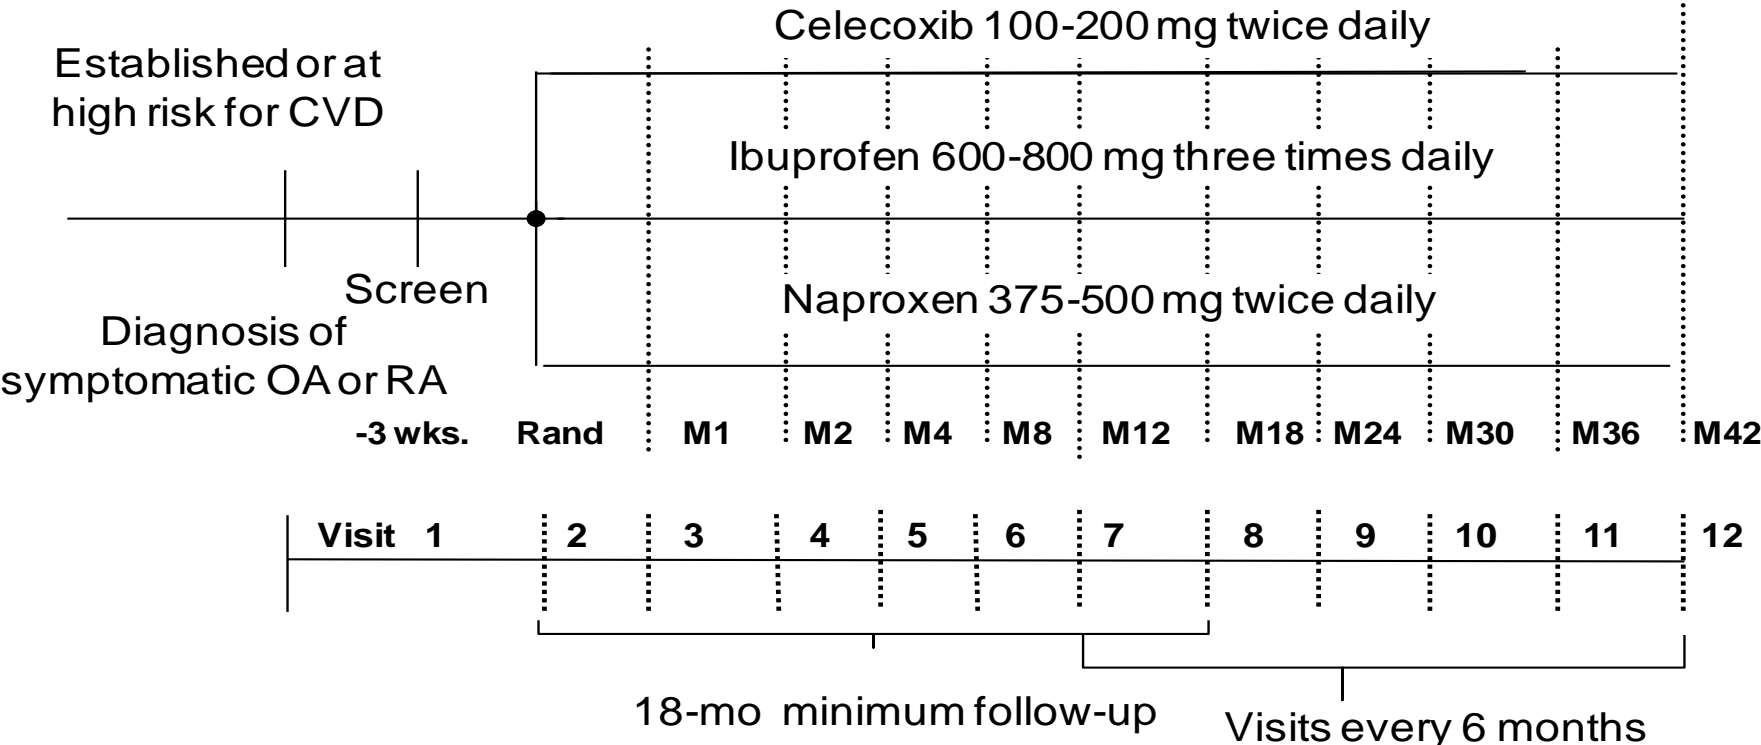 Celecoxib 100-200 mg twice daily
Established or at
high risk for CVD
Ibuprofen 600-800 mg three times daily
Screen
Naproxen 375-500 mg twice daily
Diagnosis of
symptomatic OA or RA
-3 wks. Rand M1 M2 M4 M8 M12 M18 M24 M30 M36 M42
Visit 1 2 3 4 5 6 7 8 9 10 11 12
18-mo minimum follow-up
Visits every 6 months